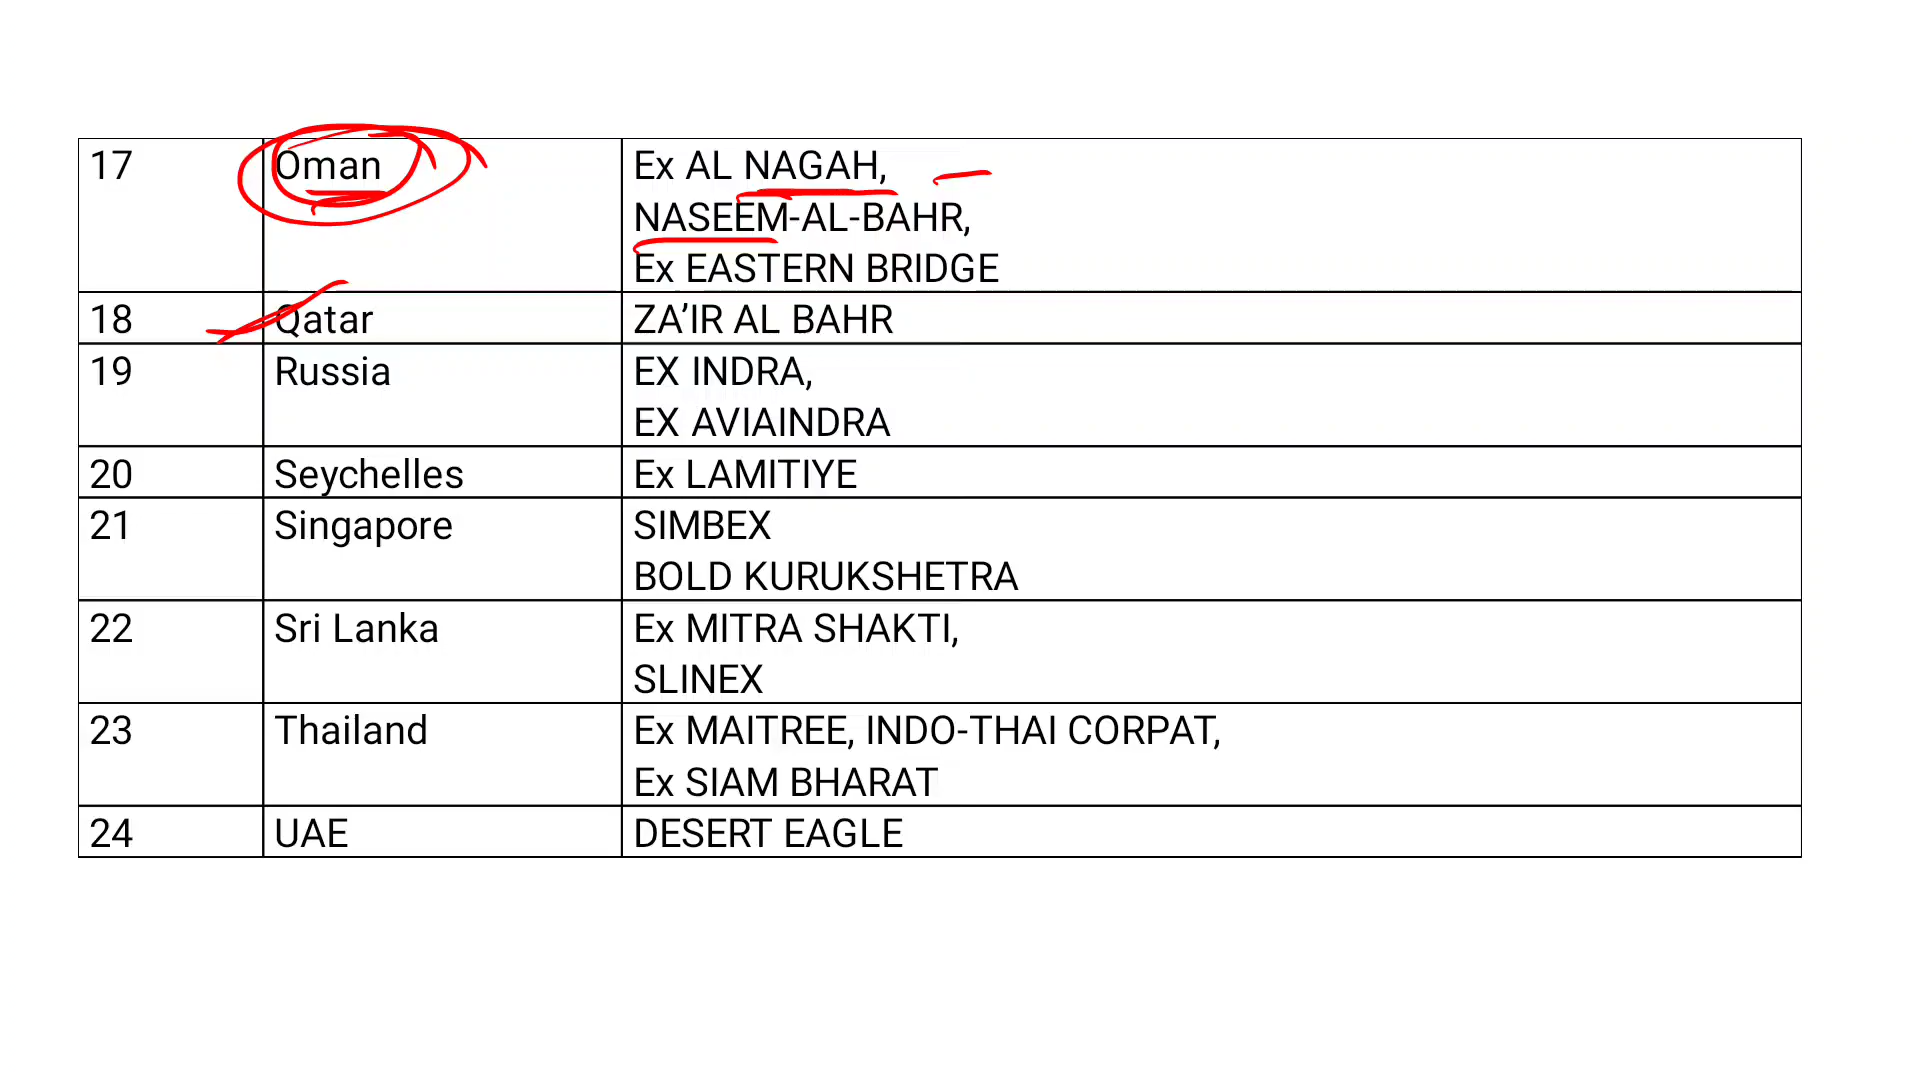 17 Oman Ex AL NAGAH,
NASEEM-AL-BAHR,
Ex EASTERN BRIDGE
18 Qatar ZA’IR AL BAHR
19 Russia EX INDRA,
EX AVIAINDRA
20 Seychelles Ex LAMITIYE
21 Singapore SIMBEX
BOLD KURUKSHETRA
22 Sri Lanka Ex MITRA SHAKTI,
SLINEX
23 Thailand Ex MAITREE, INDO-THAI CORPAT,
Ex SIAM BHARAT
24 UAE DESERT EAGLE